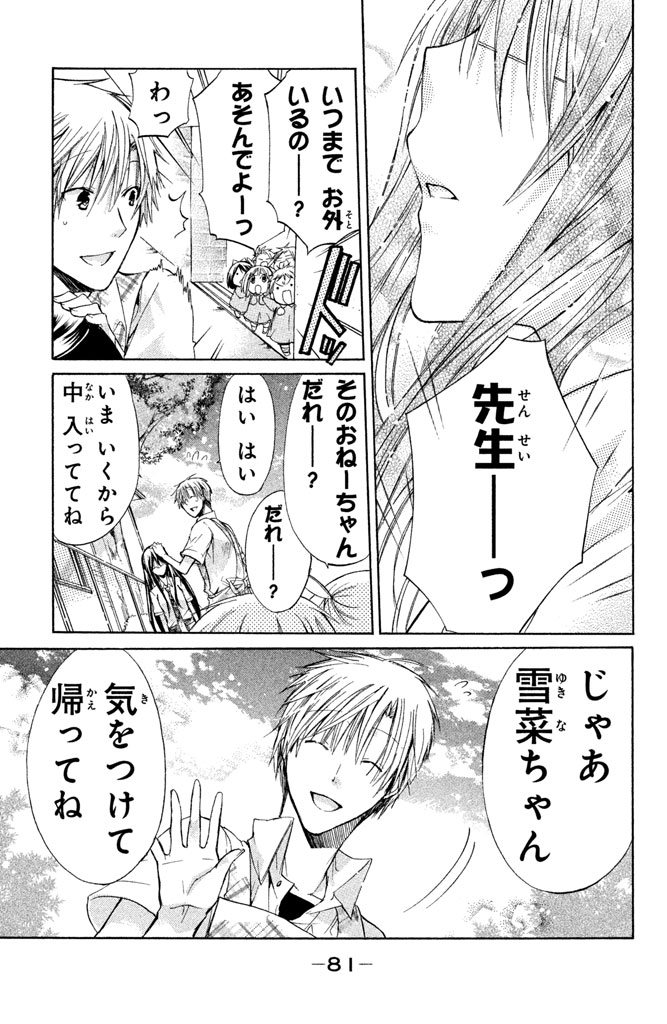 先生――っ
いつまで お外
いるの――？
あそんでよーっ
わっ
そのおねーちゃん
だれ――？
だれ――？
はい はい
いま いくから
中 入っててね
じゃあ
雪菜ちゃん
気をつけて
帰ってね
－81－